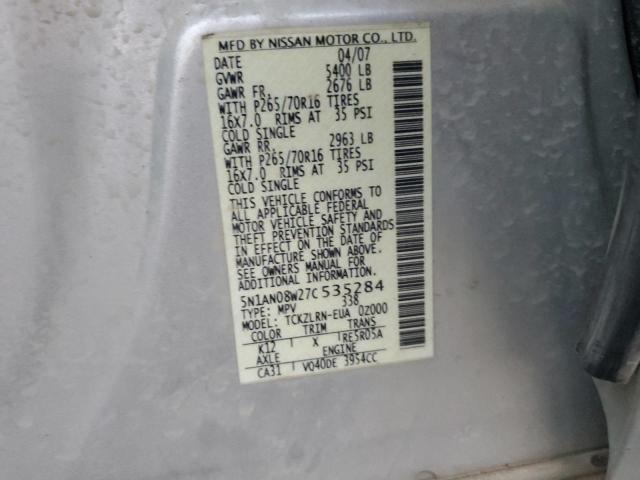 MFD BY NISSAN MOTOR CO., LTD.
DATE 04/07
GVWR 5400 LB
GAWR FR. 2676 LB
WITH P265/70R16 TIRES
16X7.0 RIMS AT 35 PSI
COLD SINGLE
GAWR RR. 2963 LB
WITH P265/70R16 TIRES
16X7.0 RIMS AT 35 PSI
COLD SINGLE
THIS VEHICLE CONFORMS TO
ALL APPLICABLE FEDERAL
MOTOR VEHICLE SAFETY AND
THEFT PREVENTION STANDARDS
IN EFFECT ON THE DATE OF
MANUFACTURE SHOWN ABOVE.
SEE OWNERS MANUAL FOR
ADDITIONAL INFORMATION.
5N1AN08W27C535284
TYPE: MPV 338
MODEL: TCKZLRN-EUA 0Z000
COLOR TRIM TRANS
K12 X RE5R05A
AXLE ENGINE
CA31 VQ40DE 3954CC